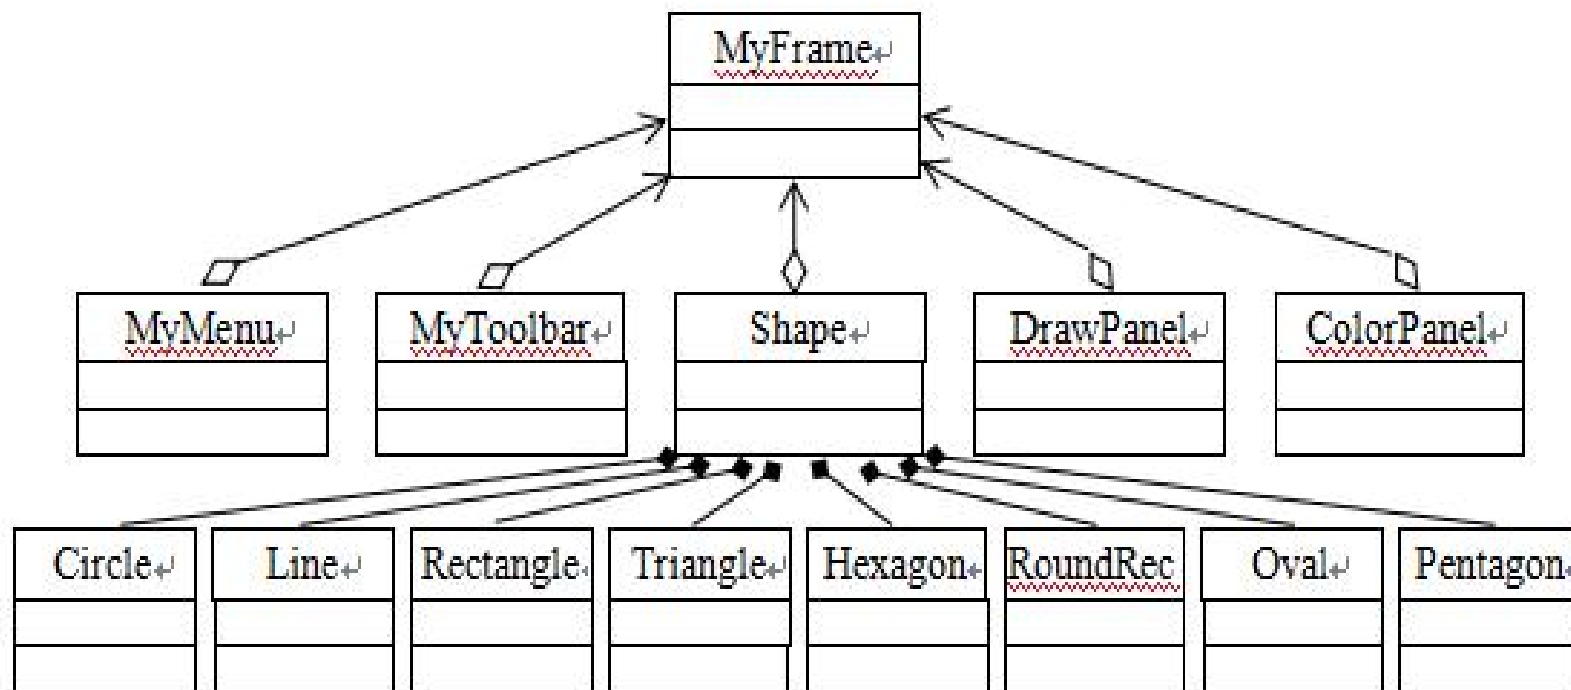 MyFrame
MyMenu
MyToolbar
Shape
DrawPanel
ColorPanel
Circle
Line
Rectangle
Triangle
Hexagon
RoundRec
Oval
Pentagon